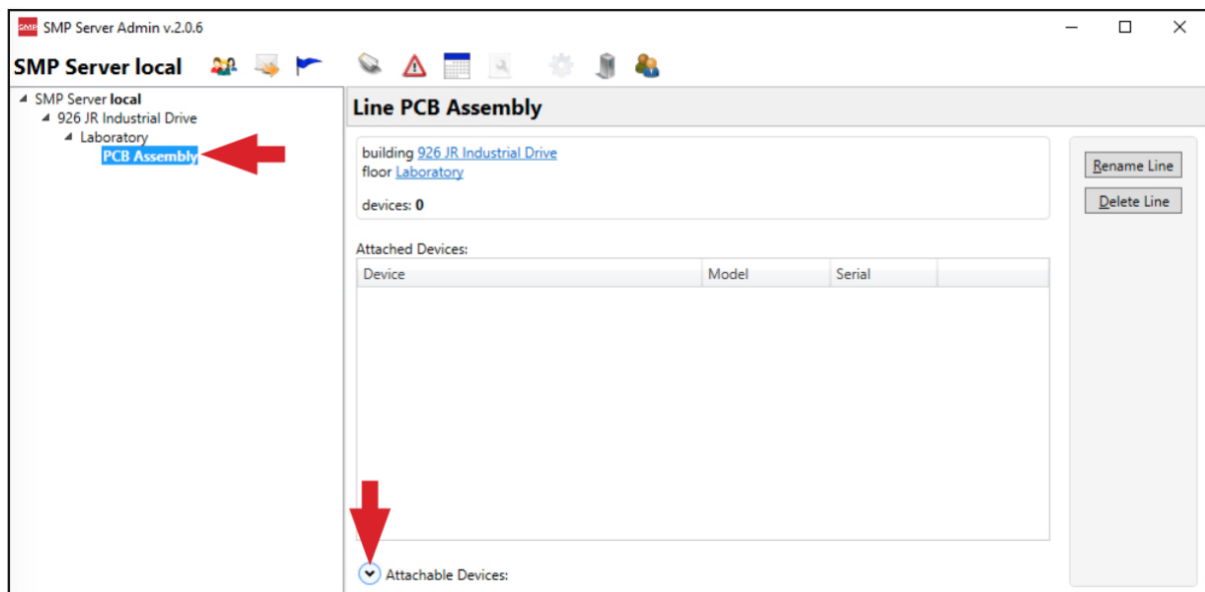 SMP Server Admin v.2.0.6
SMP Server local
SMP Server local
926 JR Industrial Drive
Laboratory
PCB Assembly
Line PCB Assembly
building 926 JR Industrial Drive
floor Laboratory
devices: 0
Rename Line
Delete Line
Attached Devices:
Device Model Serial
Attachable Devices: